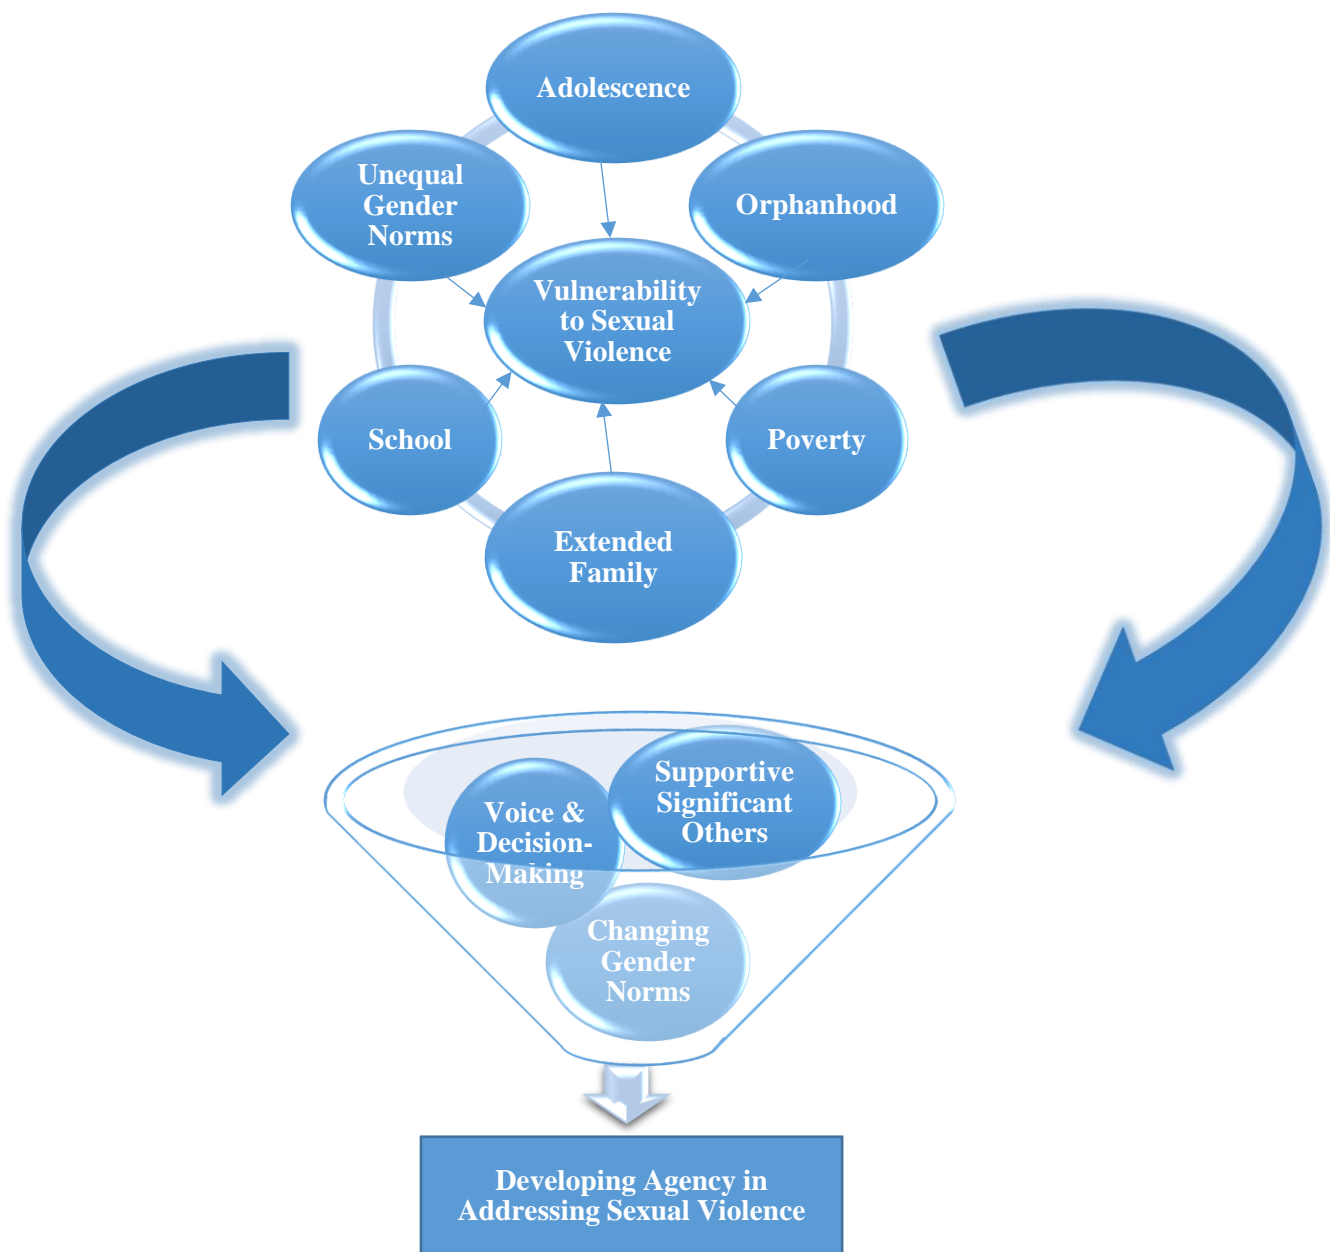 Adolescence
Unequal
Gender
Norms
Orphanhood
Vulnerability
to Sexual
Violence
School
Poverty
Extended
Family
Supportive
Significant
Others
Voice &
Decision-
Making
Changing
Gender
Norms
Developing Agency in
Addressing Sexual Violence